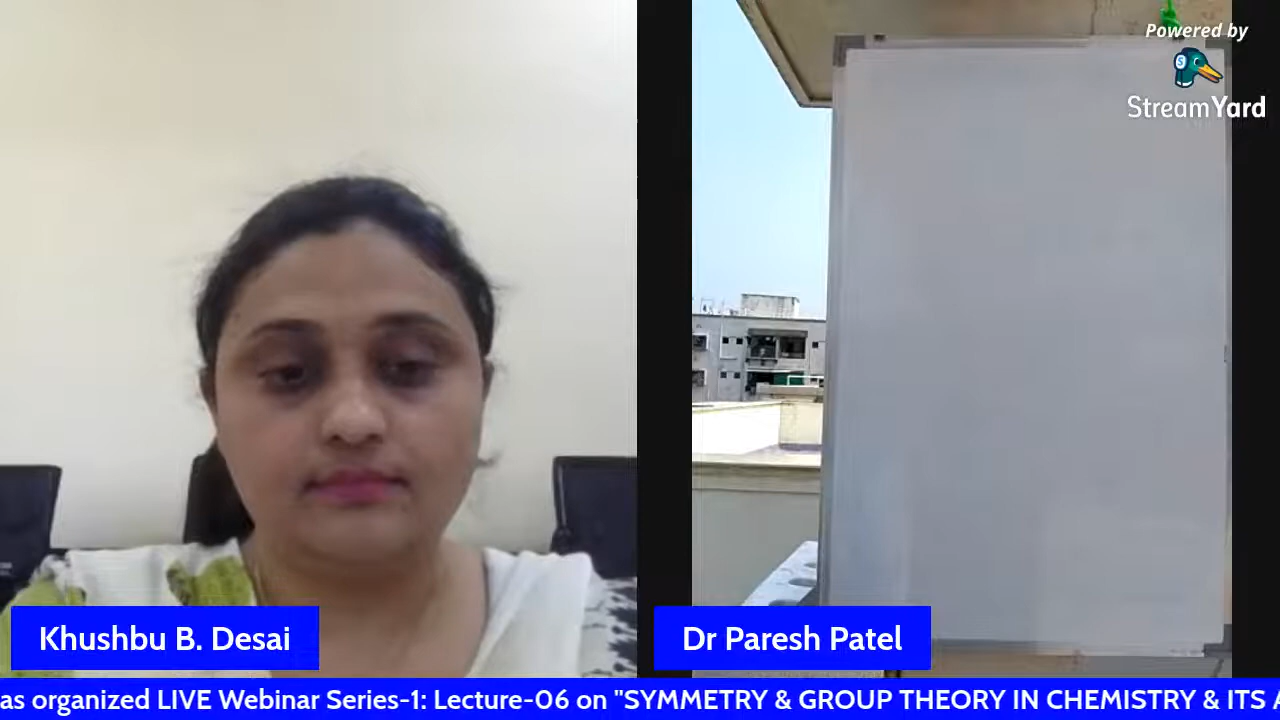 Powered by
StreamYard
Khushbu B. Desai
Dr Paresh Patel
as organized LIVE Webinar Series-1: Lecture-06 on "SYMMETRY & GROUP THEORY IN CHEMISTRY & ITS A